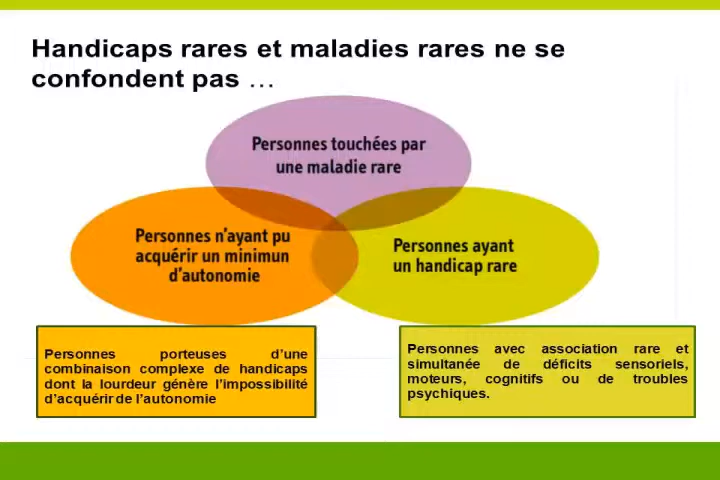 Handicaps rares et maladies rares ne se
confondent pas …
Personnes touchées par
une maladie rare
Personnes n'ayant pu
acquérir un minimun
d'autonomie
Personnes ayant
un handicap rare
Personnes porteuses d'une
combinaison complexe de handicaps
dont la lourdeur génère l'impossibilité
d'acquérir de l'autonomie
Personnes avec association rare et
simultanée de déficits sensoriels,
moteurs, cognitifs ou de troubles
psychiques.